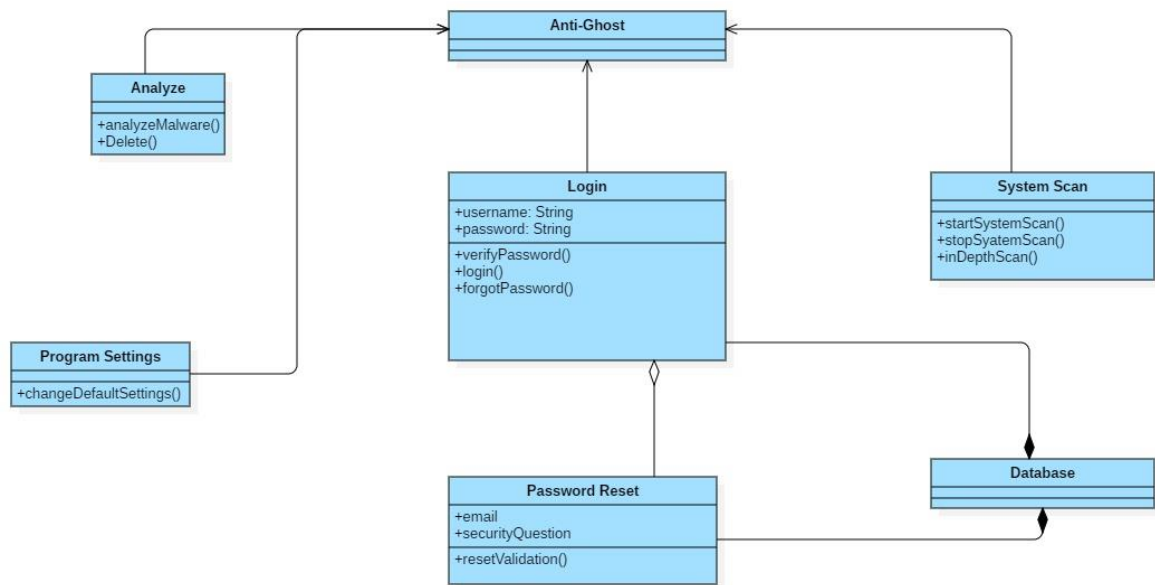 Anti-Ghost
Analyze
+analyzeMalware()
+Delete()
Login
+username: String
+password: String
+verifyPassword()
+login()
+forgotPassword()
System Scan
+startSystemScan()
+stopSyatemScan()
+inDepthScan()
Program Settings
+changeDefaultSettings()
Password Reset
+email
+securityQuestion
+resetValidation()
Database